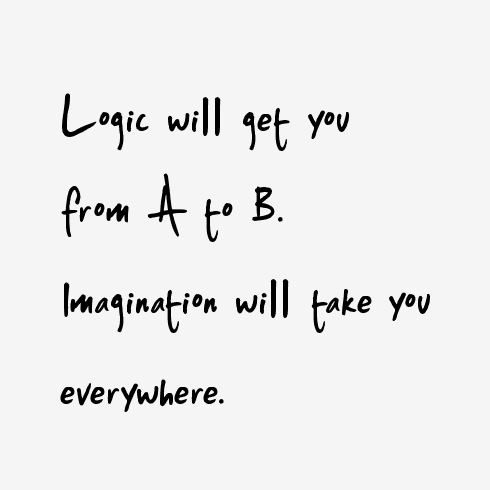 Logic will get you
from A to B.
Imagination will take you
everywhere.